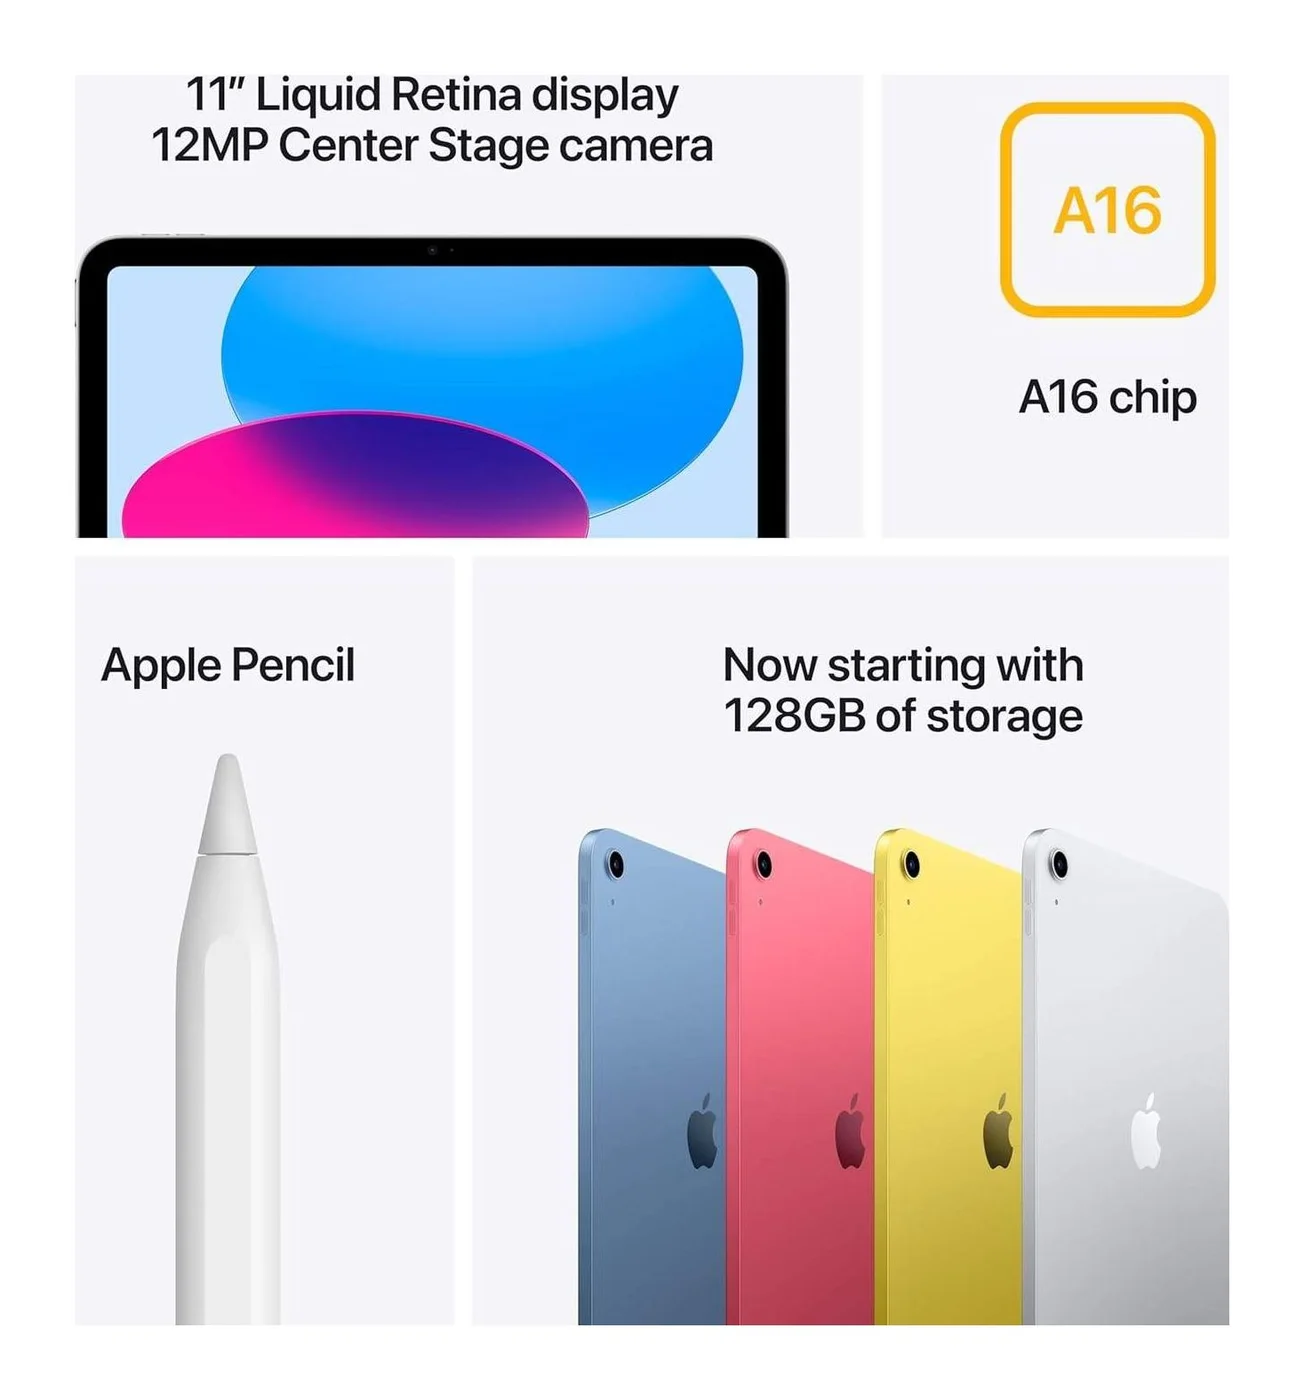 11” Liquid Retina display
12MP Center Stage camera
A16
A16 chip
Apple Pencil
Now starting with
128GB of storage